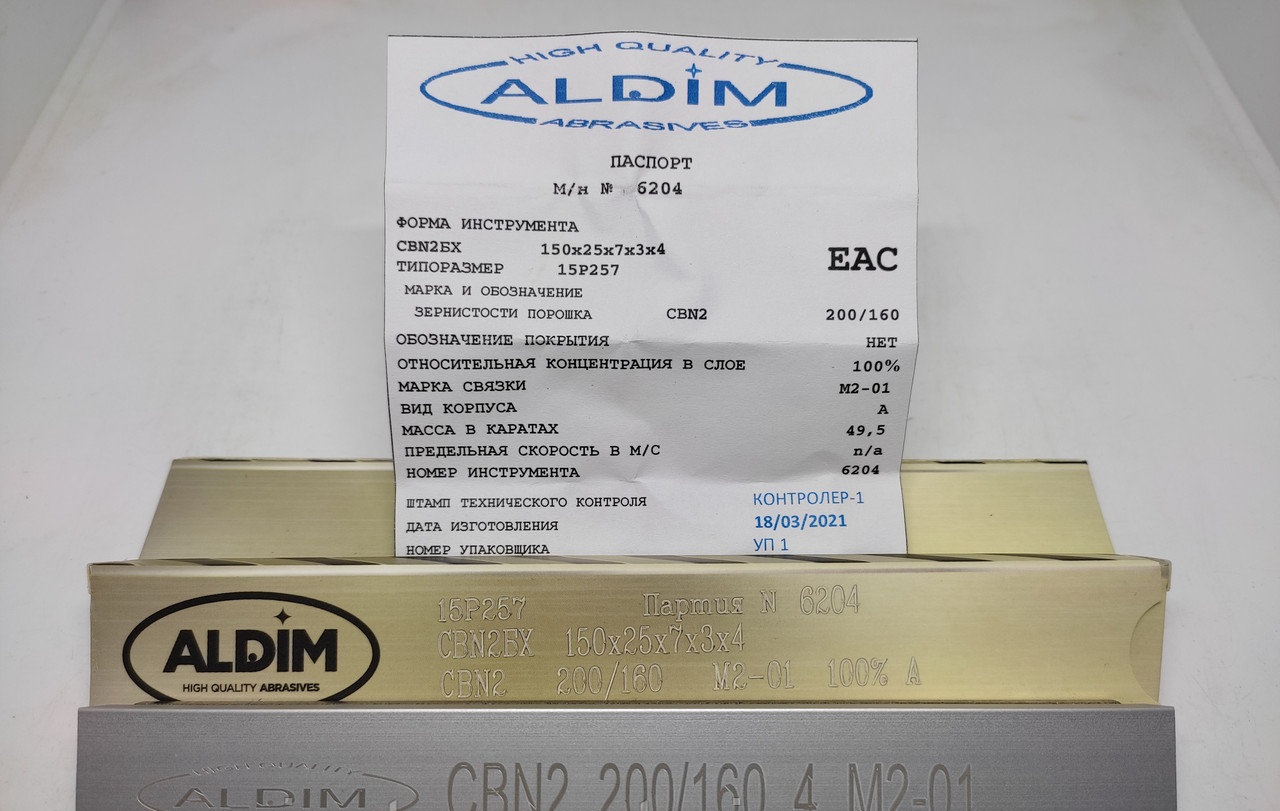 HIGH QUALITY
ALDIM
ABRASIVES
ПАСПОРТ
М/н № 6204
ФОРМА ИНСТРУМЕНТА
CBN2БХ 150x25x7x3x4
ТИПОРАЗМЕР 15P257
EAC
МАРКА И ОБОЗНАЧЕНИЕ
ЗЕРНИСТОСТИ ПОРОШКА CBN2 200/160
ОБОЗНАЧЕНИЕ ПОКРЫТИЯ НЕТ
ОТНОСИТЕЛЬНАЯ КОНЦЕНТРАЦИЯ В СЛОЕ 100%
МАРКА СВЯЗКИ М2-01
ВИД КОРПУСА А
МАССА В КАРАТАХ 49,5
ПРЕДЕЛЬНАЯ СКОРОСТЬ В М/С n/a
НОМЕР ИНСТРУМЕНТА 6204
ШТАМП ТЕХНИЧЕСКОГО КОНТРОЛЯ КОНТРОЛЕР-1
ДАТА ИЗГОТОВЛЕНИЯ 18/03/2021
НОМЕР УПАКОВЩИКА УП 1
ALDIM
HIGH QUALITY ABRASIVES
15P257 Партия N 6204
CBN2БХ 150x25x7x3x4
CBN2 200/160 М2-01 100% А
HIGH QUALITY
ALDIM
CBN2 200/160 4 M2-01